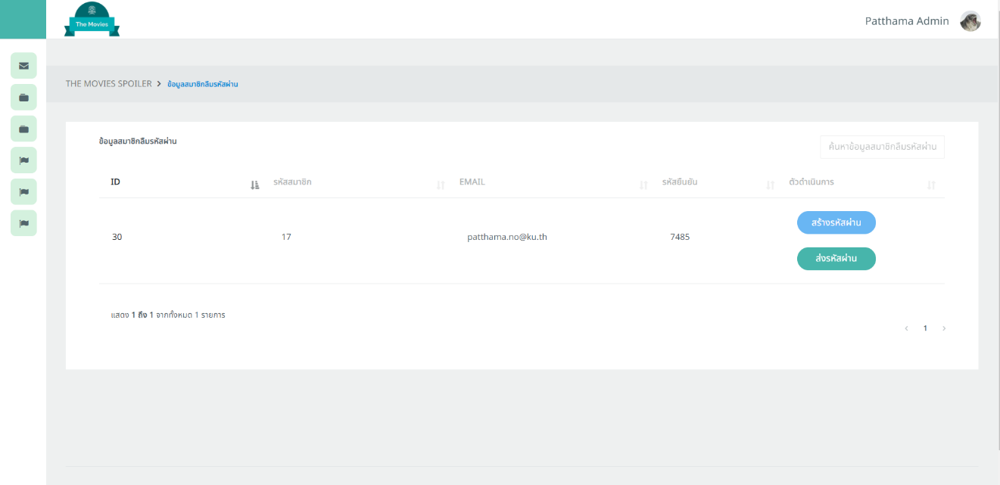 The Movies
Patthama Admin
THE MOVIES SPOILER > ข้อมูลสมาชิกลืมรหัสผ่าน
ข้อมูลสมาชิกลืมรหัสผ่าน
ค้นหาข้อมูลสมาชิกลืมรหัสผ่าน
ID รหัสสมาชิก EMAIL รหัสยืนยัน ตัวดำเนินการ
สร้างรหัสผ่าน
30 17 patthama.no@ku.th 7485
ส่งรหัสผ่าน
แสดง 1 ถึง 1 จากทั้งหมด 1 รายการ
‹ 1 ›